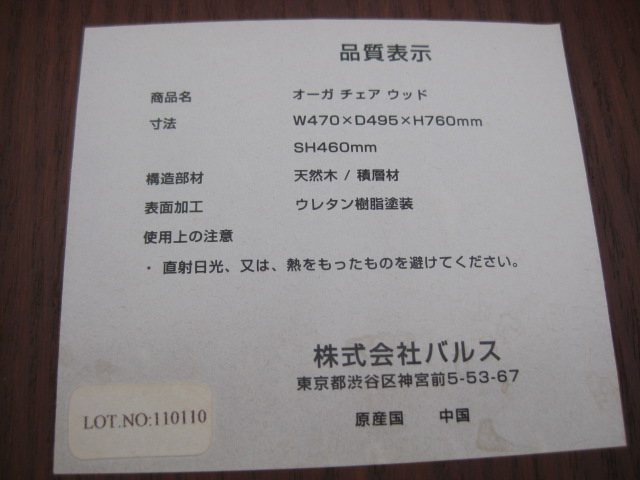 品質表示
商品名 オーガ チェア ウッド
寸法 W470×D495×H760mm
SH460mm
構造部材 天然木 / 積層材
表面加工 ウレタン樹脂塗装
使用上の注意
・直射日光、又は、熱をもったものを避けてください。
株式会社バルス
東京都渋谷区神宮前5-53-67
原産国 中国
LOT.NO:110110